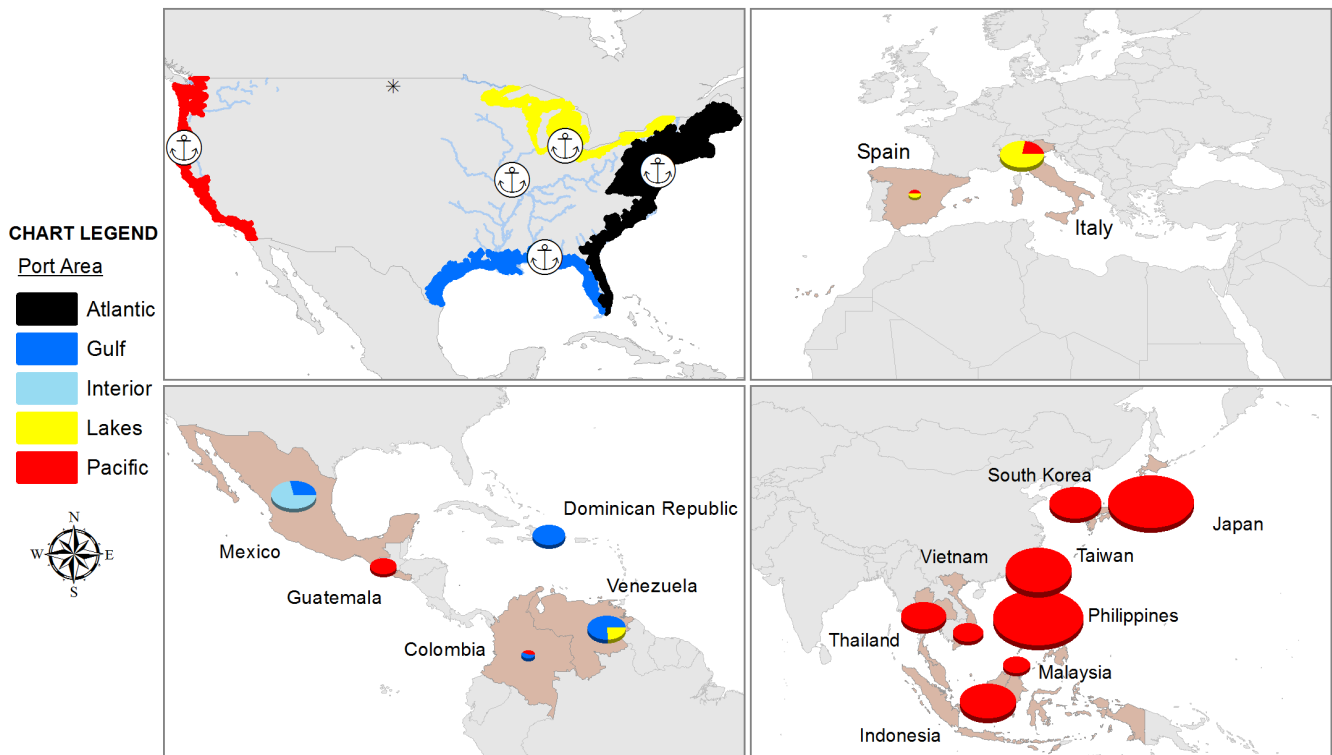 CHART LEGEND
Port Area
Atlantic
Gulf
Interior
Lakes
Pacific
N
W
E
S
Spain
Italy
Mexico
Guatemala
Dominican Republic
Venezuela
Colombia
South Korea
Japan
Vietnam
Taiwan
Philippines
Thailand
Malaysia
Indonesia